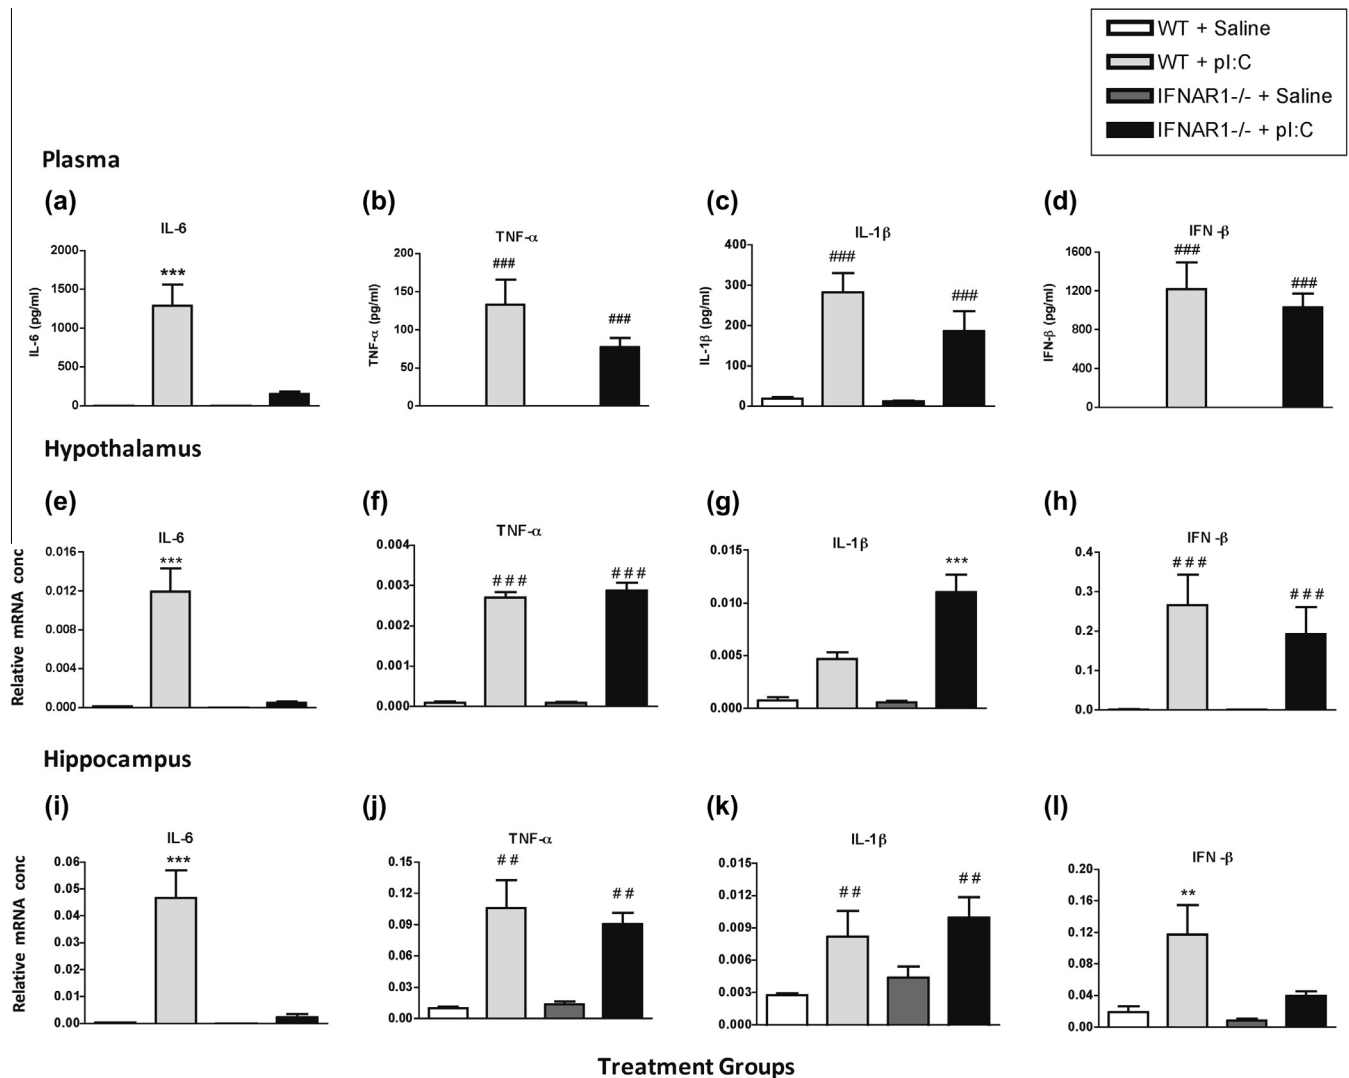 WT + Saline
WT + pI:C
IFNAR1-/- + Saline
IFNAR1-/- + pI:C
Plasma
(a)
IL-6
IL-6 (pg/ml)
2000
1500
1000
500
0
***
(b)
TNF-α
TNF-α (pg/ml)
200
150
100
50
0
###
###
(c)
IL-1β
IL-1β (pg/ml)
400
300
200
100
0
###
###
(d)
IFN -β
IFN-β (pg/ml)
1600
1200
800
400
0
###
###
Hypothalamus
(e)
IL-6
Relative mRNA conc
0.016
0.012
0.008
0.004
0.000
***
(f)
TNF-α
0.004
0.003
0.002
0.001
0.000
# # #
# # #
(g)
IL-1β
0.015
0.010
0.005
0.000
***
(h)
IFN -β
0.4
0.3
0.2
0.1
0.0
# # #
# # #
Hippocampus
(i)
IL-6
Relative mRNA conc
0.06
0.05
0.04
0.03
0.02
0.01
0.00
***
(j)
TNF-α
0.15
0.12
0.09
0.06
0.03
0.00
# #
# #
(k)
IL-1β
0.015
0.012
0.009
0.006
0.003
0.000
# #
# #
(l)
IFN -β
0.20
0.16
0.12
0.08
0.04
0.00
**
Treatment Groups